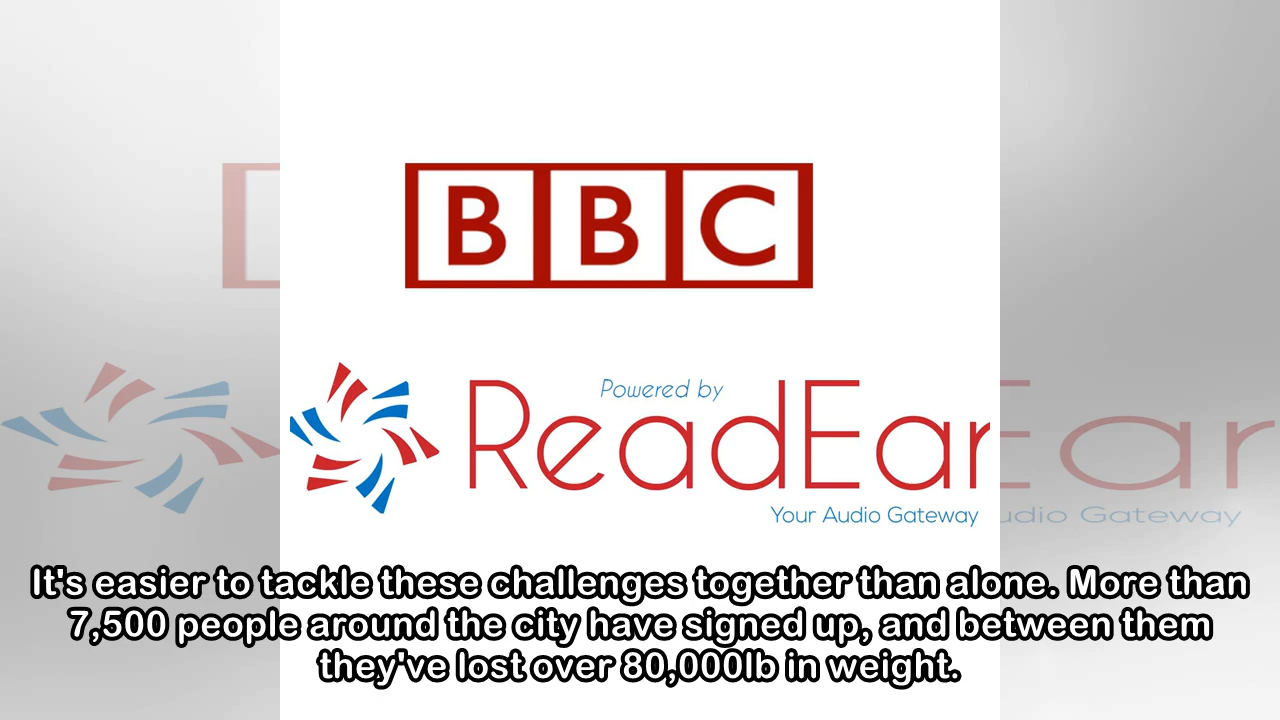 BBC
Powered by
ReadEar
Your Audio Gateway
It's easier to tackle these challenges together than alone. More than
7,500 people around the city have signed up, and between them
they've lost over 80,000lb in weight.